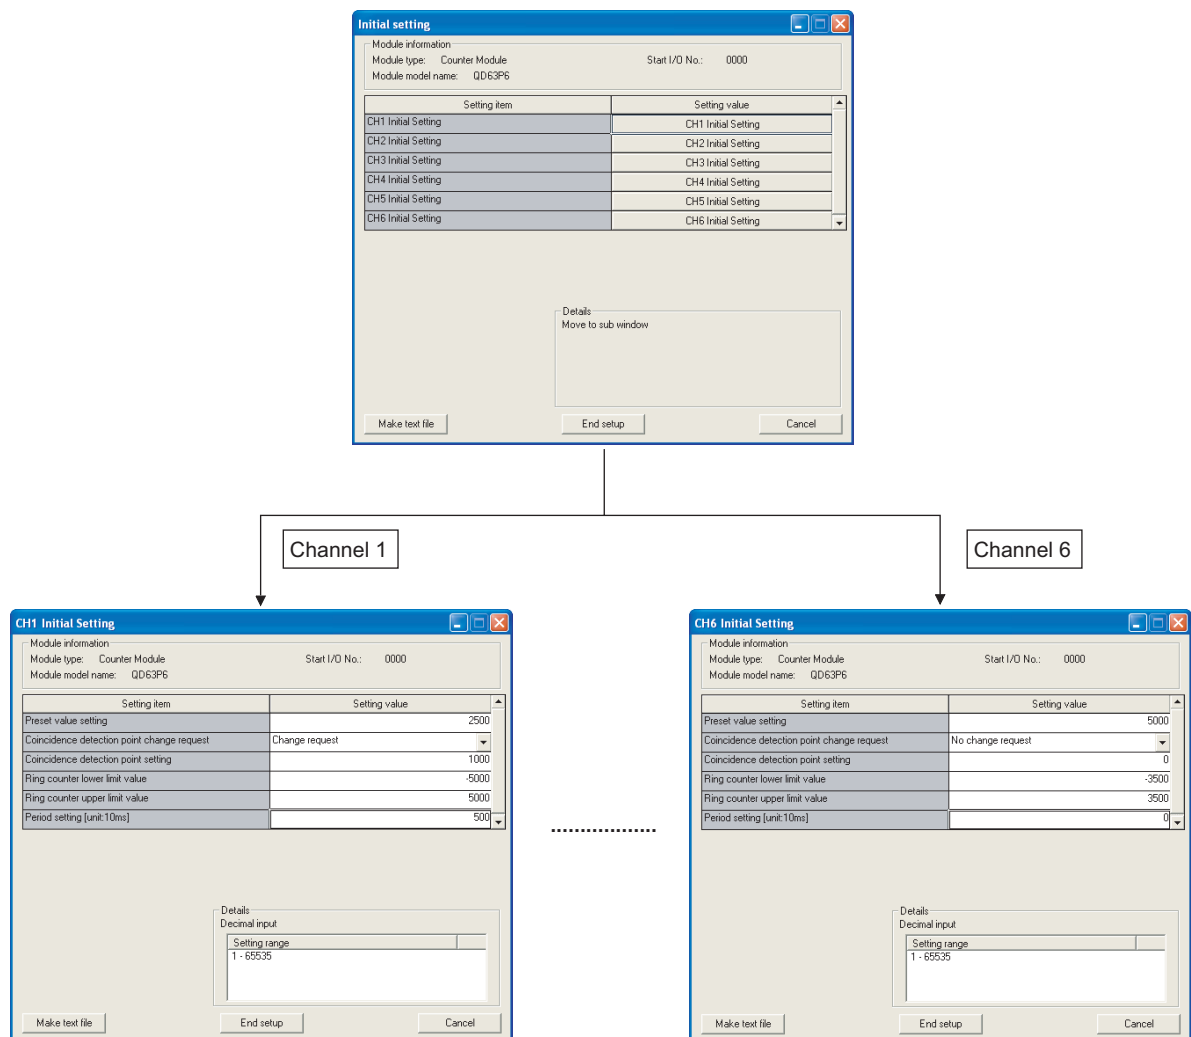 Initial setting
Module information
Module type: Counter Module Start I/O No.: 0000
Module model name: QD63P6
Setting item Setting value
CH1 Initial Setting CH1 Initial Setting
CH2 Initial Setting CH2 Initial Setting
CH3 Initial Setting CH3 Initial Setting
CH4 Initial Setting CH4 Initial Setting
CH5 Initial Setting CH5 Initial Setting
CH6 Initial Setting CH6 Initial Setting
Details
Move to sub window
Make text file End setup Cancel
Channel 1
Channel 6
CH1 Initial Setting
Module information
Module type: Counter Module Start I/O No.: 0000
Module model name: QD63P6
Setting item Setting value
Preset value setting 2500
Coincidence detection point change request Change request
Coincidence detection point setting 1000
Ring counter lower limit value -5000
Ring counter upper limit value 5000
Period setting [unit:10ms] 500
Details
Decimal input
Setting range
1 - 65535
Make text file End setup Cancel
.................
CH6 Initial Setting
Module information
Module type: Counter Module Start I/O No.: 0000
Module model name: QD63P6
Setting item Setting value
Preset value setting 5000
Coincidence detection point change request No change request
Coincidence detection point setting 0
Ring counter lower limit value -3500
Ring counter upper limit value 3500
Period setting [unit:10ms] 0
Details
Decimal input
Setting range
1 - 65535
Make text file End setup Cancel